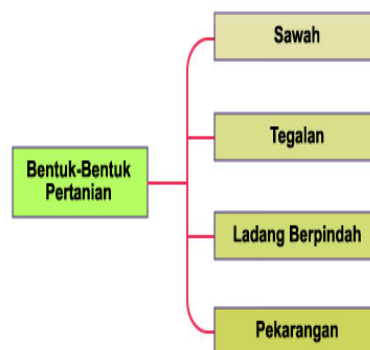 Bentuk-Bentuk
Pertanian
Sawah
Tegalan
Ladang Berpindah
Pekarangan